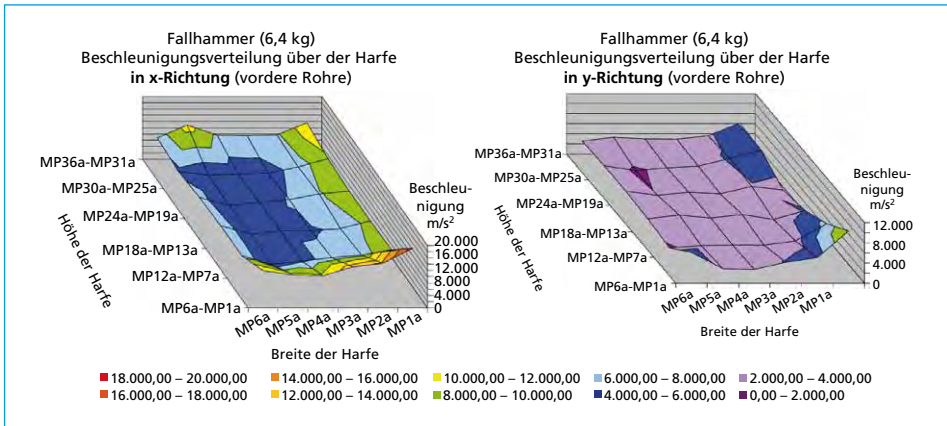 Fallhammer (6,4 kg)
Beschleunigungsverteilung über der Harfe
in x-Richtung (vordere Rohre)
MP36a-MP31a
MP30a-MP25a
MP24a-MP19a
MP18a-MP13a
MP12a-MP7a
MP6a-MP1a
Höhe der Harfe
MP6a
MP5a
MP4a
MP3a
MP2a
MP1a
Breite der Harfe
Beschleu-
nigung
m/s²
20.000
16.000
12.000
8.000
4.000
0
Fallhammer (6,4 kg)
Beschleunigungsverteilung über der Harfe
in y-Richtung (vordere Rohre)
MP36a-MP31a
MP30a-MP25a
MP24a-MP19a
MP18a-MP13a
MP12a-MP7a
MP6a-MP1a
Höhe der Harfe
MP6a
MP5a
MP4a
MP3a
MP2a
MP1a
Breite der Harfe
Beschleu-
nigung
m/s²
12.000
8.000
4.000
0
18.000,00 – 20.000,00
14.000,00 – 16.000,00
10.000,00 – 12.000,00
6.000,00 – 8.000,00
2.000,00 – 4.000,00
16.000,00 – 18.000,00
12.000,00 – 14.000,00
8.000,00 – 10.000,00
4.000,00 – 6.000,00
0,00 – 2.000,00